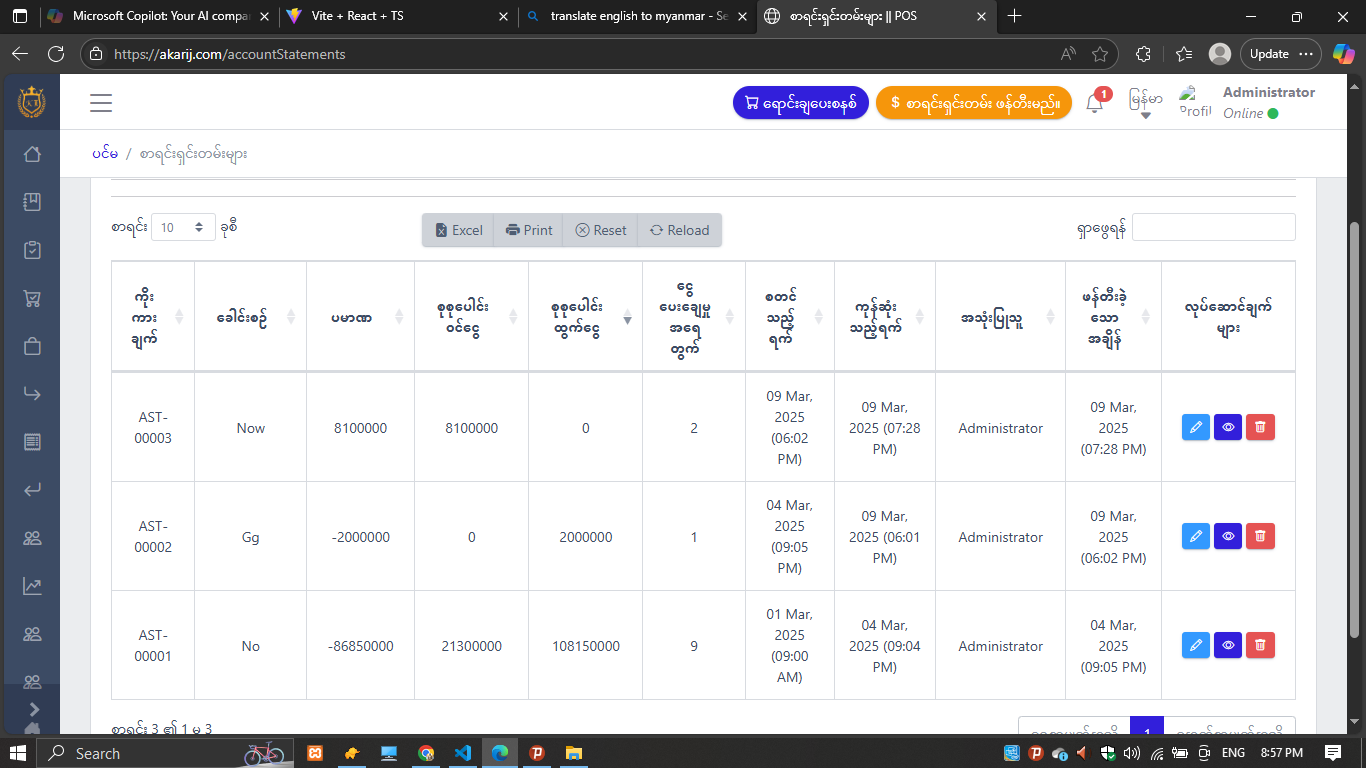 Microsoft Copilot: Your AI compan
Vite + React + TS
translate english to myanmar - Se
စာရင်းရှင်းတမ်းများ || POS
https://akarij.com/accountStatements
Update
ရောင်းချပေးစနစ်
$ စာရင်းရှင်းတမ်း ဖန်တီးမည်။
1
မြန်မာ
Profil
Administrator
Online
ပင်မ / စာရင်းရှင်းတမ်းများ
စာရင်း 10 ခုစီ
Excel Print Reset Reload
ရှာဖွေရန်
ကိုးကားချက် ခေါင်းစဉ် ပမာဏ စုစုပေါင်းဝင်ငွေ စုစုပေါင်းထွက်ငွေ ငွေပေးချေမှုအရေတွက် စတင်သည့်ရက် ကုန်ဆုံးသည့်ရက် အသုံးပြုသူ ဖန်တီးခဲ့သောအချိန် လုပ်ဆောင်ချက်များ
AST-00003 Now 8100000 8100000 0 2 09 Mar, 2025 (06:02 PM) 09 Mar, 2025 (07:28 PM) Administrator 09 Mar, 2025 (07:28 PM)
AST-00002 Gg -2000000 0 2000000 1 04 Mar, 2025 (09:05 PM) 09 Mar, 2025 (06:01 PM) Administrator 09 Mar, 2025 (06:02 PM)
AST-00001 No -86850000 21300000 108150000 9 01 Mar, 2025 (09:00 AM) 04 Mar, 2025 (09:04 PM) Administrator 04 Mar, 2025 (09:05 PM)
စာရင်း 3 ၏ 1 မှ 3
1
Search
ENG 8:57 PM